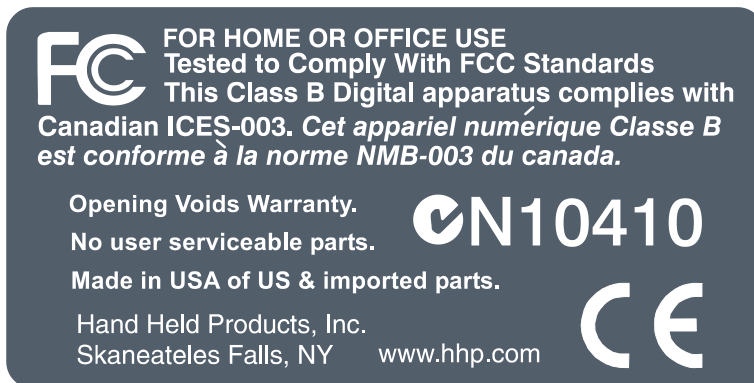 FC FOR HOME OR OFFICE USE
Tested to Comply With FCC Standards
This Class B Digital apparatus complies with
Canadian ICES-003. Cet appariel numérique Classe B
est conforme à la norme NMB-003 du canada.
Opening Voids Warranty.
N10410
No user serviceable parts.
Made in USA of US & imported parts.
Hand Held Products, Inc.
Skaneateles Falls, NY www.hhp.com
CE